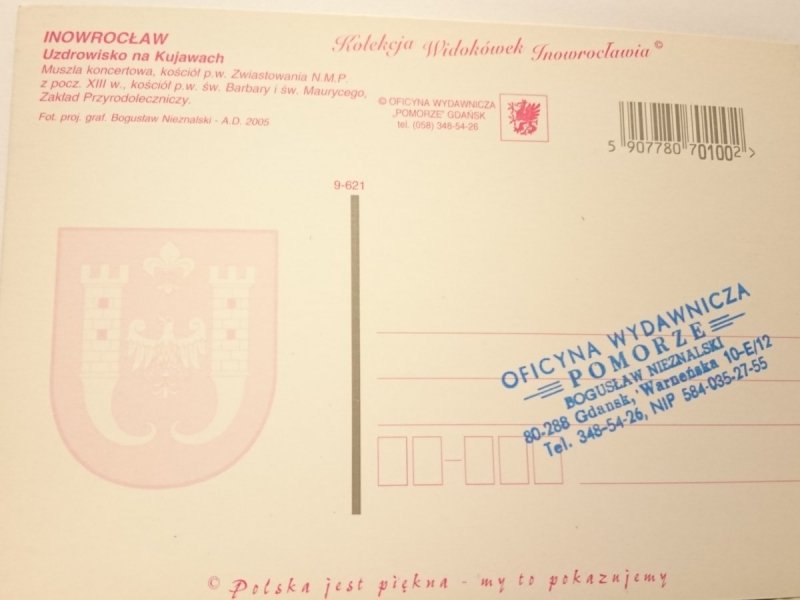 INOWROCŁAW
Uzdrowisko na Kujawach
Muszla koncertowa, kościół p.w. Zwiastowania N.M.P.
z pocz. XIII w., kościół p.w. św. Barbary i św. Maurycego,
Zakład Przyrodoleczniczy.
Fot. proj. graf. Bogusław Nieznalski - A.D. 2005
Kolekcja Widokówek Inowrocławia ©
© OFICYNA WYDAWNICZA
„POMORZE" GDAŃSK
tel. (058) 348-54-26
5 907780 701002 >
9-621
OFICYNA WYDAWNICZA
POMORZE
BOGUSŁAW NIEZNALSKI
80-288 Gdansk, Warneńska 10-E/12
Tel. 348-54-26, NIP 584-035-27-55
© Polska jest piękna - my to pokazujemy